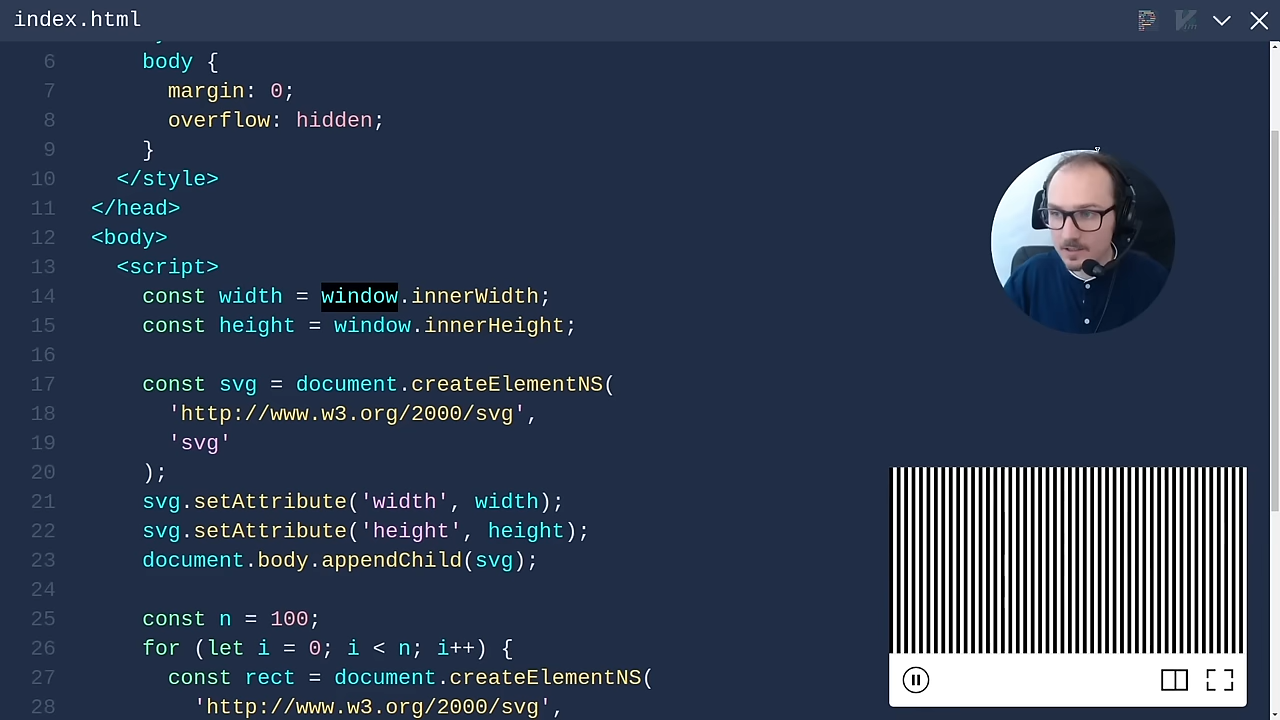 index.html
6 body {
7 margin: 0;
8 overflow: hidden;
9 }
10 </style>
11 </head>
12 <body>
13 <script>
14 const width = window.innerWidth;
15 const height = window.innerHeight;
16
17 const svg = document.createElementNS(
18 'http://www.w3.org/2000/svg',
19 'svg'
20 );
21 svg.setAttribute('width', width);
22 svg.setAttribute('height', height);
23 document.body.appendChild(svg);
24
25 const n = 100;
26 for (let i = 0; i < n; i++) {
27 const rect = document.createElementNS(
28 'http://www.w3.org/2000/svg',